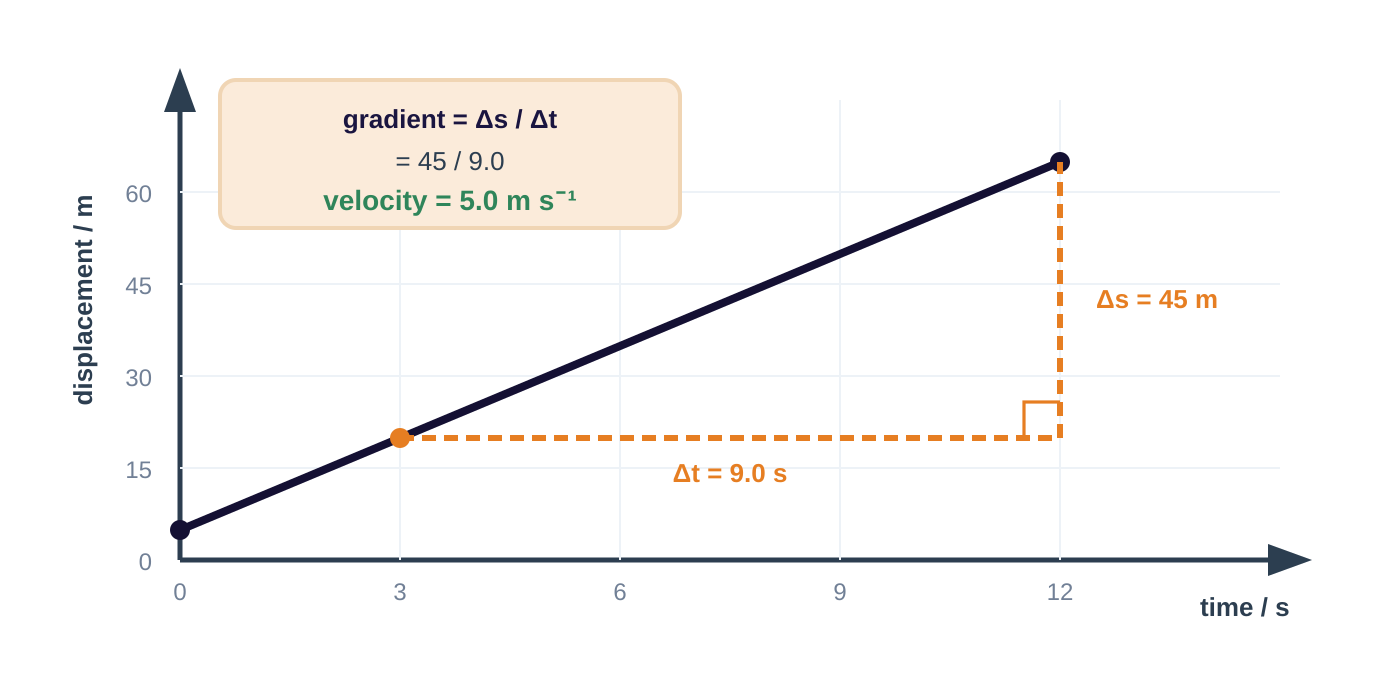 gradient = Δs / Δt
= 45 / 9.0
velocity = 5.0 m s⁻¹
displacement / m
60
45
30
15
0
Δs = 45 m
Δt = 9.0 s
0 3 6 9 12
time / s